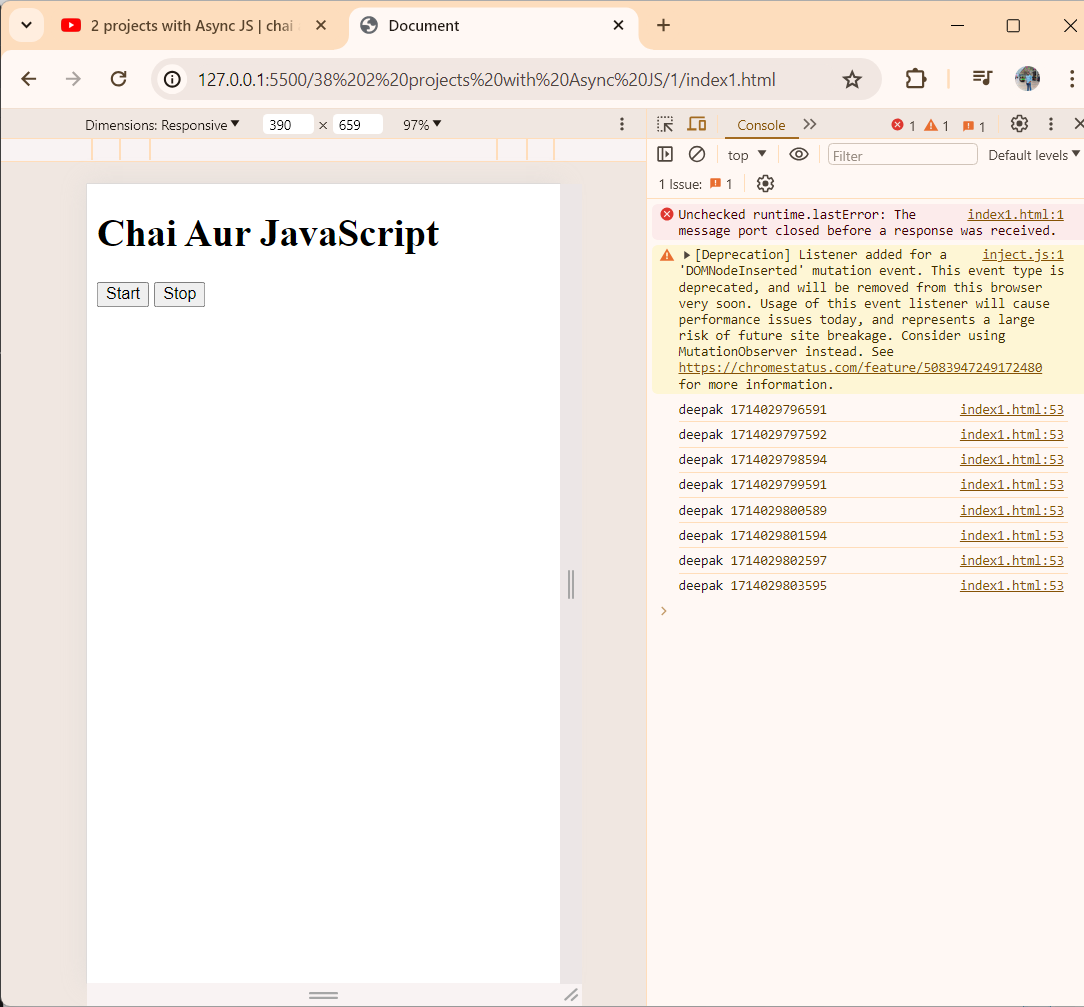 2 projects with Async JS | chai
Document
127.0.0.1:5500/38%202%20projects%20with%20Async%20JS/1/index1.html
Dimensions: Responsive 390 × 659 97%
Console 1 1 1
top Filter Default levels
1 Issue: 1
Chai Aur JavaScript
Start Stop
Unchecked runtime.lastError: The index1.html:1
message port closed before a response was received.
[Deprecation] Listener added for a inject.js:1
'DOMNodeInserted' mutation event. This event type is
deprecated, and will be removed from this browser
very soon. Usage of this event listener will cause
performance issues today, and represents a large
risk of future site breakage. Consider using
MutationObserver instead. See
https://chromestatus.com/feature/5083947249172480
for more information.
deepak 1714029796591 index1.html:53
deepak 1714029797592 index1.html:53
deepak 1714029798594 index1.html:53
deepak 1714029799591 index1.html:53
deepak 1714029800589 index1.html:53
deepak 1714029801594 index1.html:53
deepak 1714029802597 index1.html:53
deepak 1714029803595 index1.html:53